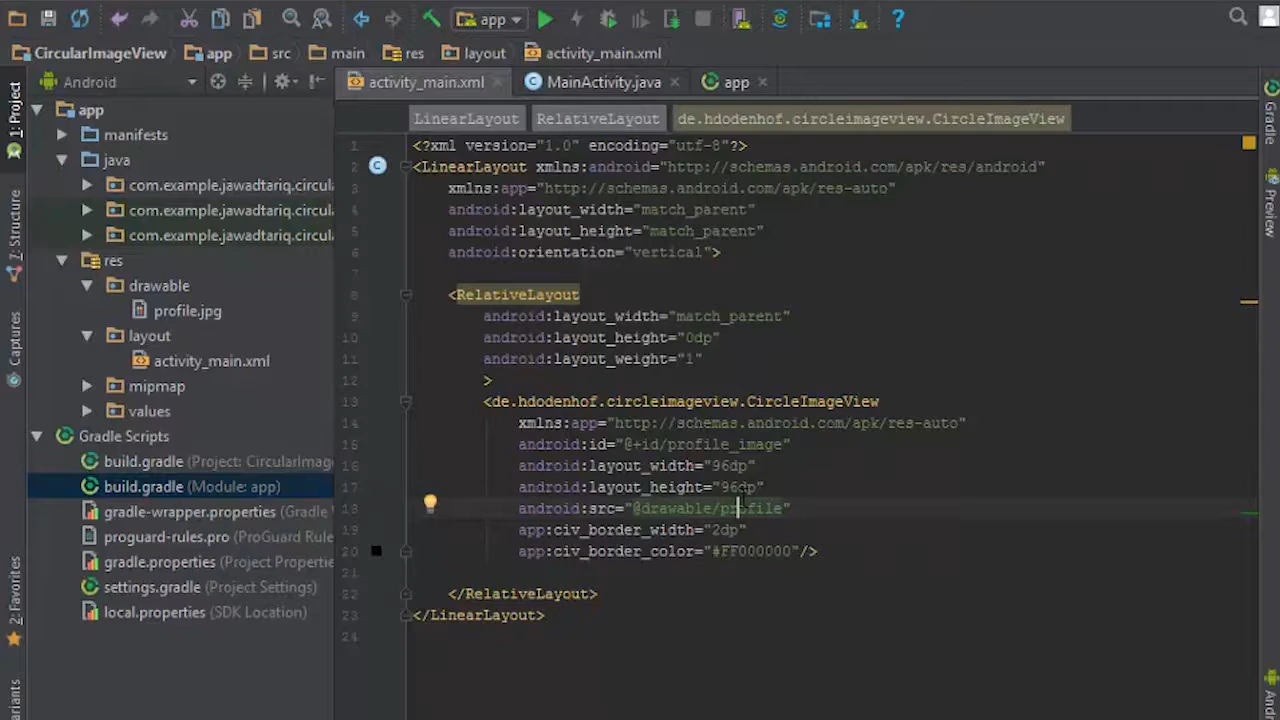 app
CircularImageView app src main res layout activity_main.xml
Android
activity_main.xml MainActivity.java app
1: Project
7: Structure
Captures
2: Favorites
Gradle
Preview
app
manifests
java
com.example.jawadtariq.circul
com.example.jawadtariq.circul
com.example.jawadtariq.circul
res
drawable
profile.jpg
layout
activity_main.xml
mipmap
values
Gradle Scripts
build.gradle (Project: CircularImag
build.gradle (Module: app)
gradle-wrapper.properties (Gradle
proguard-rules.pro (ProGuard Rule
gradle.properties (Project Propertie
settings.gradle (Project Settings)
local.properties (SDK Location)
LinearLayout RelativeLayout de.hdodenhof.circleimageview.CircleImageView
1 <?xml version="1.0" encoding="utf-8"?>
2 <LinearLayout xmlns:android="http://schemas.android.com/apk/res/android"
3 xmlns:app="http://schemas.android.com/apk/res-auto"
4 android:layout_width="match_parent"
5 android:layout_height="match_parent"
6 android:orientation="vertical">
7
8 <RelativeLayout
9 android:layout_width="match_parent"
10 android:layout_height="0dp"
11 android:layout_weight="1"
12 >
13 <de.hdodenhof.circleimageview.CircleImageView
14 xmlns:app="http://schemas.android.com/apk/res-auto"
15 android:id="@+id/profile_image"
16 android:layout_width="96dp"
17 android:layout_height="96dp"
18 android:src="@drawable/profile"
19 app:civ_border_width="2dp"
20 app:civ_border_color="#FF000000"/>
21
22 </RelativeLayout>
23 </LinearLayout>
24